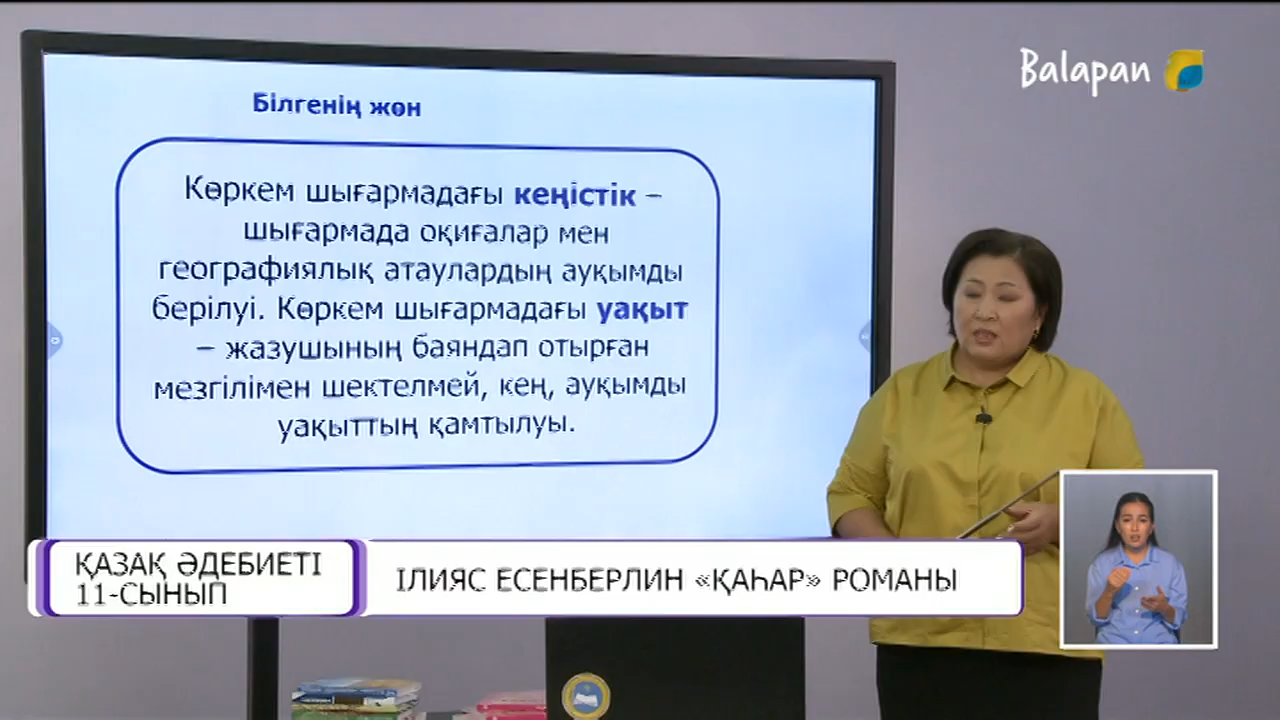 Balapan
Білгенің жөн
Көркем шығармадағы кеңістік –
шығармада оқиғалар мен
географиялық атаулардың ауқымды
берілуі. Көркем шығармадағы уақыт
– жазушының баяндап отырған
мезгілімен шектелмей, кең, ауқымды
уақыттың қамтылуы.
ҚАЗАҚ ӘДЕБИЕТІ
11-СЫНЫП
ІЛИЯС ЕСЕНБЕРЛИН «ҚАҺАР» РОМАНЫ